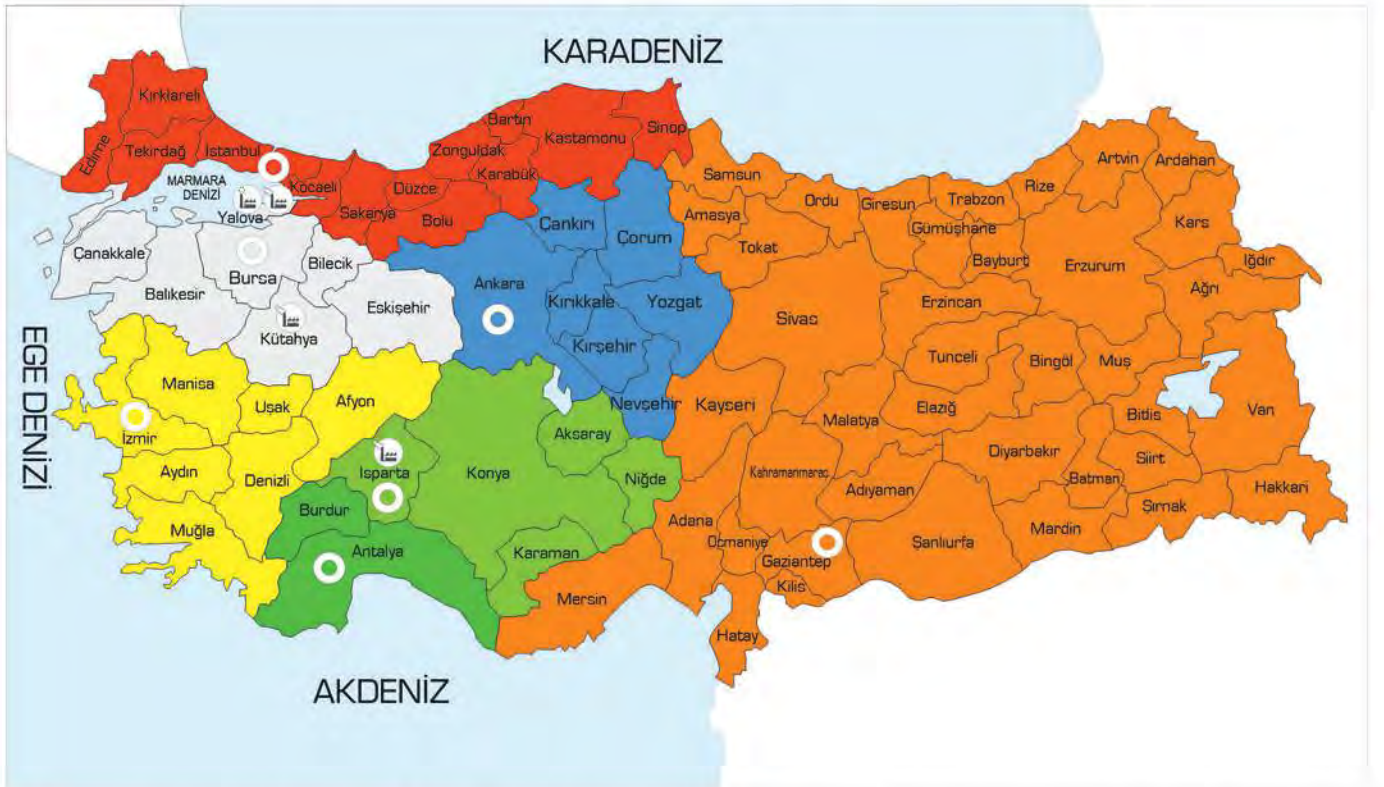 KARADENİZ
Kırklareli
Edirne
Tekirdağ
İstanbul
Kocaeli
Sakarya
Düzce
Bolu
Zonguldak
Bartın
Karabük
Kastamonu
Sinop
MARMARA
DENİZİ
Yalova
Çanakkale
Balıkesir
Bursa
Bilecik
Kütahya
Eskişehir
Çankırı
Çorum
Ankara
Kırıkkale
Yozgat
Kırşehir
Nevşehir
EGE DENİZİ
Manisa
Uşak
Afyon
İzmir
Aydın
Denizli
Muğla
Isparta
Konya
Aksaray
Niğde
Karaman
Burdur
Antalya
Samsun
Amasya
Ordu
Tokat
Giresun
Trabzon
Gümüşhane
Bayburt
Rize
Artvin
Ardahan
Kars
Iğdır
Erzurum
Ağrı
Sivac
Erzincan
Tunceli
Bingöl
Muş
Kayseri
Malatya
Elazığ
Bitlis
Van
Kahramanmaraç
Adıyaman
Diyarbakır
Batman
Siirt
Hakkari
Şırnak
Mardin
Şanlıurfa
Adana
Ocmaniye
Gaziantep
Kilis
Mersin
Hatay
AKDENİZ